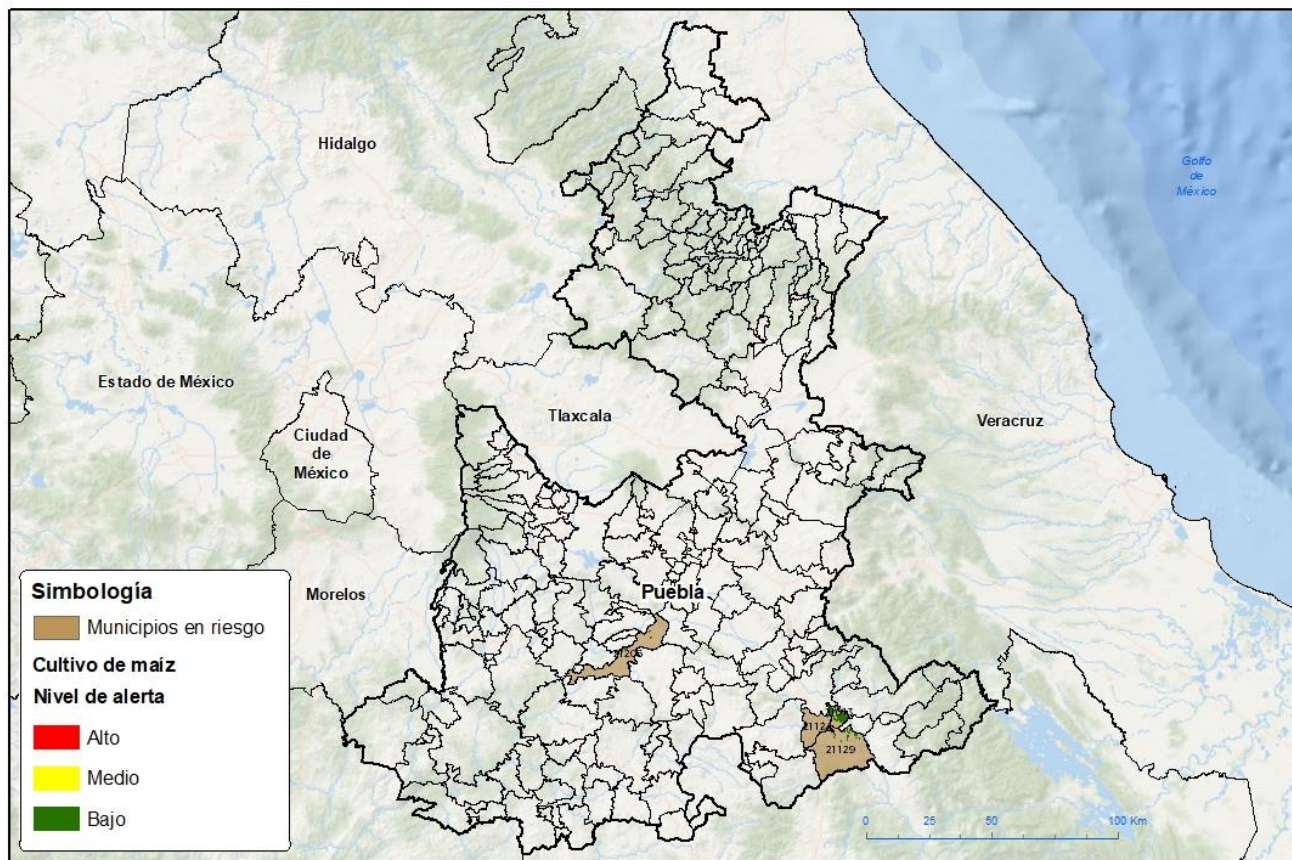 Hidalgo
Golfo
de
México
Estado de México
Tlaxcala
Veracruz
Ciudad
de
México
Morelos
Puebla
21129
Simbología
Municipios en riesgo
Cultivo de maíz
Nivel de alerta
Alto
Medio
Bajo
0 25 50 100 Km